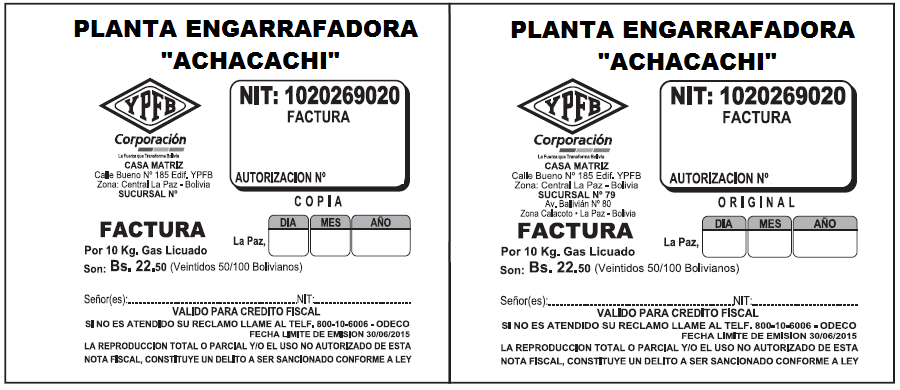 PLANTA ENGARRAFADORA
"ACHACACHI"
YPFB
Corporación
La Fuerza que Transforma Bolivia
CASA MATRIZ
Calle Bueno Nº 185 Edif. YPFB
Zona: Central La Paz - Bolivia
SUCURSAL Nº
NIT: 1020269020
FACTURA
AUTORIZACION Nº
COPIA
FACTURA
Por 10 Kg. Gas Licuado
Son: Bs. 22.50 (Veintidos 50/100 Bolivianos)
DIA MES AÑO
La Paz,
Señor(es): NIT:
VALIDO PARA CREDITO FISCAL
SI NO ES ATENDIDO SU RECLAMO LLAME AL TELF. 800-10-6006 - ODECO
FECHA LIMITE DE EMISION 30/06/2015
LA REPRODUCCION TOTAL O PARCIAL Y/O EL USO NO AUTORIZADO DE ESTA
NOTA FISCAL, CONSTITUYE UN DELITO A SER SANCIONADO CONFORME A LEY
PLANTA ENGARRAFADORA
"ACHACACHI"
YPFB
Corporación
La Fuerza que Transforma Bolivia
CASA MATRIZ
Calle Bueno Nº 185 Edif. YPFB
Zona: Central La Paz - Bolivia
SUCURSAL Nº 79
Av. Ballivián Nº 80
Zona Calacoto • La Paz - Bolivia
NIT: 1020269020
FACTURA
AUTORIZACION Nº
ORIGINAL
FACTURA
Por 10 Kg. Gas Licuado
Son: Bs. 22.50 (Veintidos 50/100 Bolivianos)
DIA MES AÑO
La Paz,
Señor(es): NIT:
VALIDO PARA CREDITO FISCAL
SI NO ES ATENDIDO SU RECLAMO LLAME AL TELF. 800-10-6006 - ODECO
FECHA LIMITE DE EMISION 30/06/2015
LA REPRODUCCION TOTAL O PARCIAL Y/O EL USO NO AUTORIZADO DE ESTA
NOTA FISCAL, CONSTITUYE UN DELITO A SER SANCIONADO CONFORME A LEY